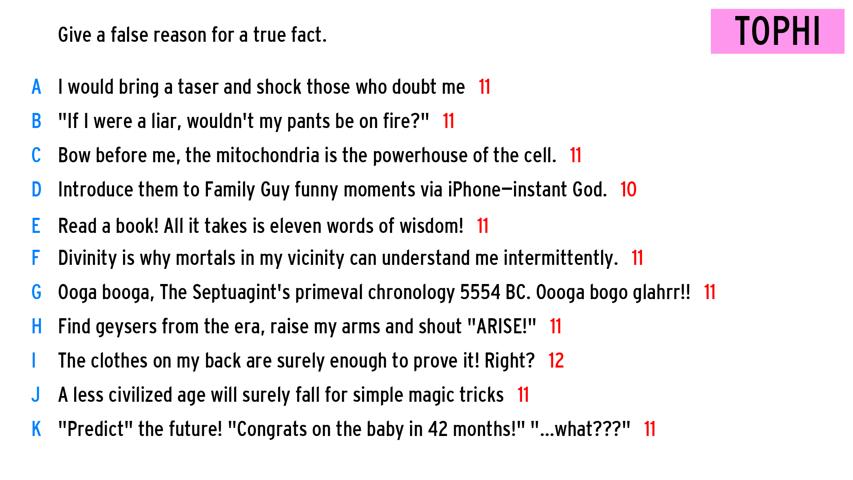 Give a false reason for a true fact.
TOPHI
A I would bring a taser and shock those who doubt me 11
B "If I were a liar, wouldn't my pants be on fire?" 11
C Bow before me, the mitochondria is the powerhouse of the cell. 11
D Introduce them to Family Guy funny moments via iPhone—instant God. 10
E Read a book! All it takes is eleven words of wisdom! 11
F Divinity is why mortals in my vicinity can understand me intermittently. 11
G Ooga booga, The Septuagint's primeval chronology 5554 BC. Oooga bogo glahrr!! 11
H Find geysers from the era, raise my arms and shout "ARISE!" 11
I The clothes on my back are surely enough to prove it! Right? 12
J A less civilized age will surely fall for simple magic tricks 11
K "Predict" the future! "Congrats on the baby in 42 months!" "...what???" 11